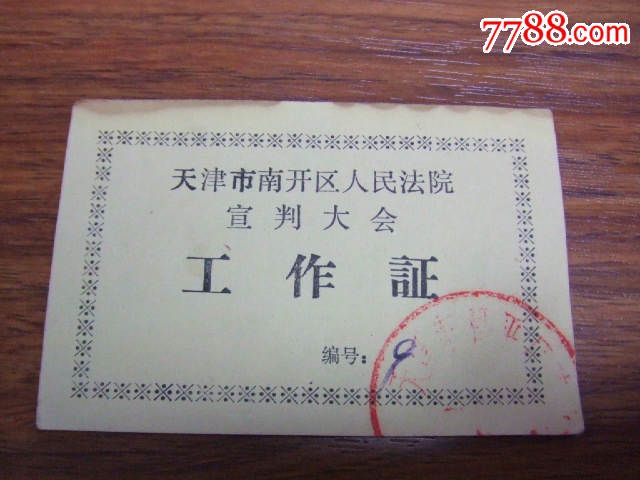 7788.com
天津市南开区人民法院
宣判大会
工作証
编号：9